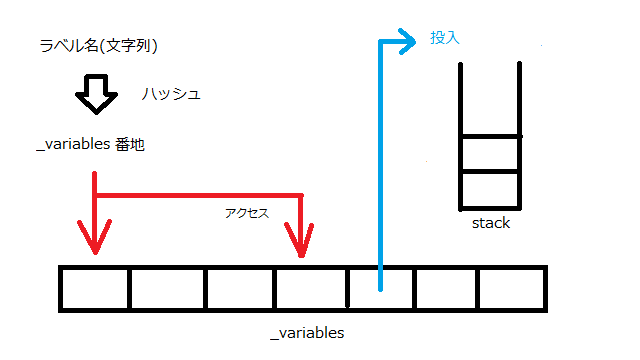 ラベル名(文字列)
ハッシュ
_variables 番地
アクセス
投入
stack
_variables